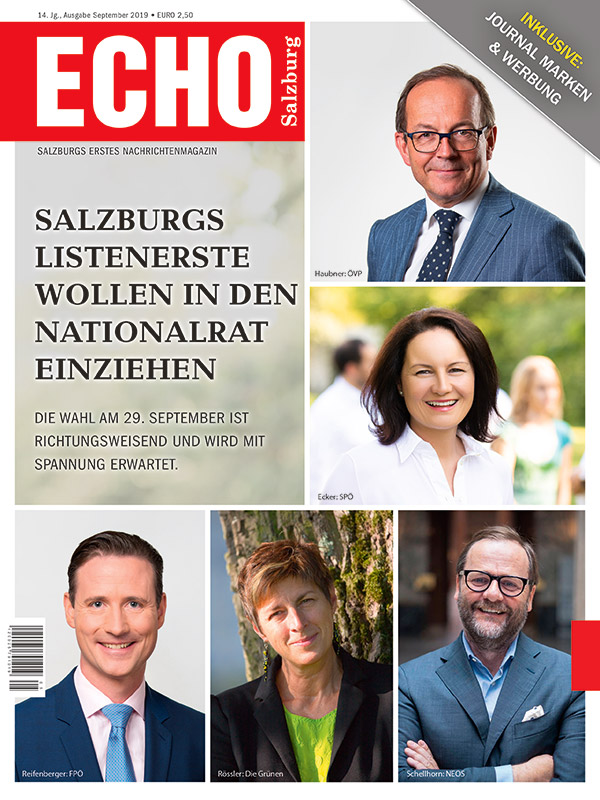 14. Jg., Ausgabe September 2019 • EURO 2,50
ECHO
Salzburg
SALZBURGS ERSTES NACHRICHTENMAGAZIN
INKLUSIVE:
JOURNAL MARKEN
& WERBUNG
SALZBURGS
LISTENERSTE
WOLLEN IN DEN
NATIONALRAT
EINZIEHEN
DIE WAHL AM 29. SEPTEMBER IST
RICHTUNGSWEISEND UND WIRD MIT
SPANNUNG ERWARTET.
Haubner: ÖVP
Ecker: SPÖ
Reifenberger: FPÖ
Rössler: Die Grünen
Schellhorn: NEOS